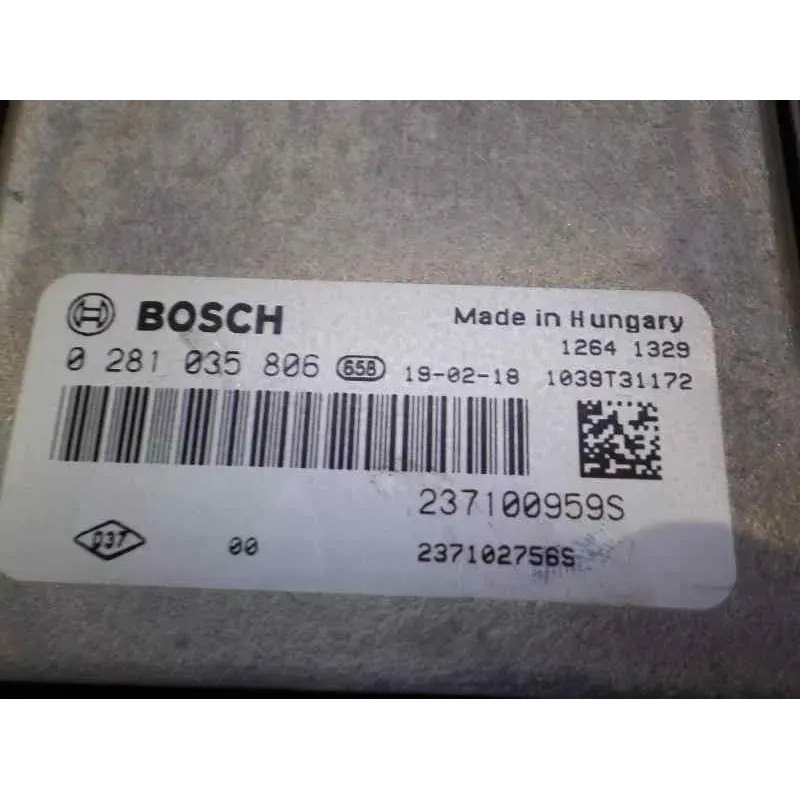 BOSCH Made in Hungary
1264 1329
0 281 035 806 658 19-02-18 1039T31172
237100959S
037 00 237102756S